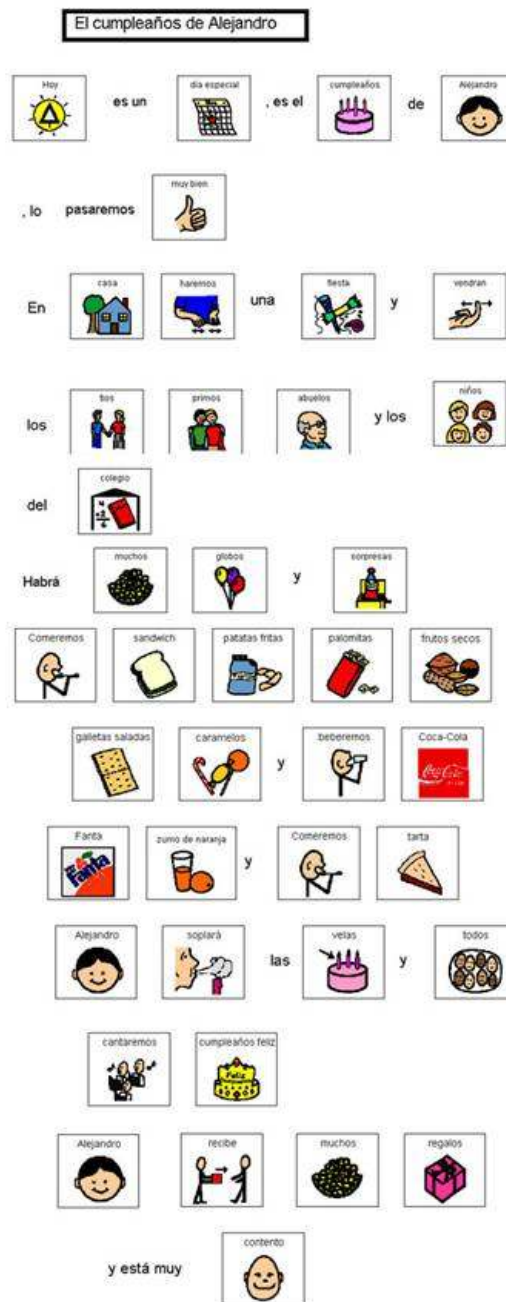 El cumpleaños de Alejandro
Hoy es un día especial , es el cumpleaños de Alejandro
, lo pasaremos muy bien
En casa haremos una fiesta y vendran
los tios primos abuelos y los niños
del colegio
Habrá muchos globos y sorpresas
Comeremos sandwich patatas fritas palomitas frutos secos
galletas saladas caramelos y beberemos Coca-Cola
Fanta zumo de naranja y Comeremos tarta
Alejandro soplará las velas y todos
cantaremos cumpleaños feliz
Alejandro recibe muchos regalos
y está muy contento